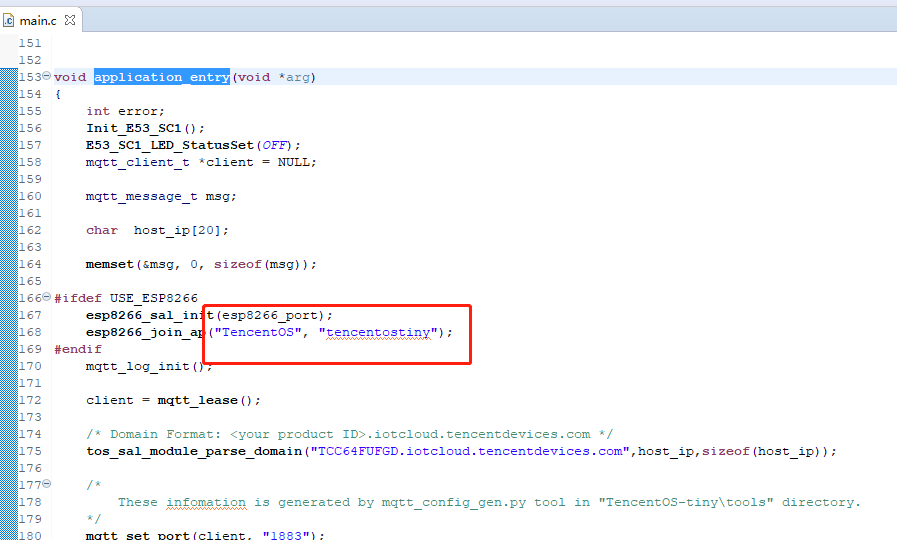 main.c
151
152
153 void application_entry(void *arg)
154 {
155     int error;
156     Init_E53_SC1();
157     E53_SC1_LED_StatusSet(OFF);
158     mqtt_client_t *client = NULL;
159
160     mqtt_message_t msg;
161
162     char  host_ip[20];
163
164     memset(&msg, 0, sizeof(msg));
165
166 #ifdef USE_ESP8266
167     esp8266_sal_init(esp8266_port);
168     esp8266_join_ap("TencentOS", "tencentostiny");
169 #endif
170     mqtt_log_init();
171
172     client = mqtt_lease();
173
174     /* Domain Format: <your product ID>.iotcloud.tencentdevices.com */
175     tos_sal_module_parse_domain("TCC64FUFGD.iotcloud.tencentdevices.com",host_ip,sizeof(host_ip));
176
177     /*
178         These infomation is generated by mqtt_config_gen.py tool in "TencentOS-tiny\tools" directory.
179     */
180     mqtt_set_port(client, "1883");